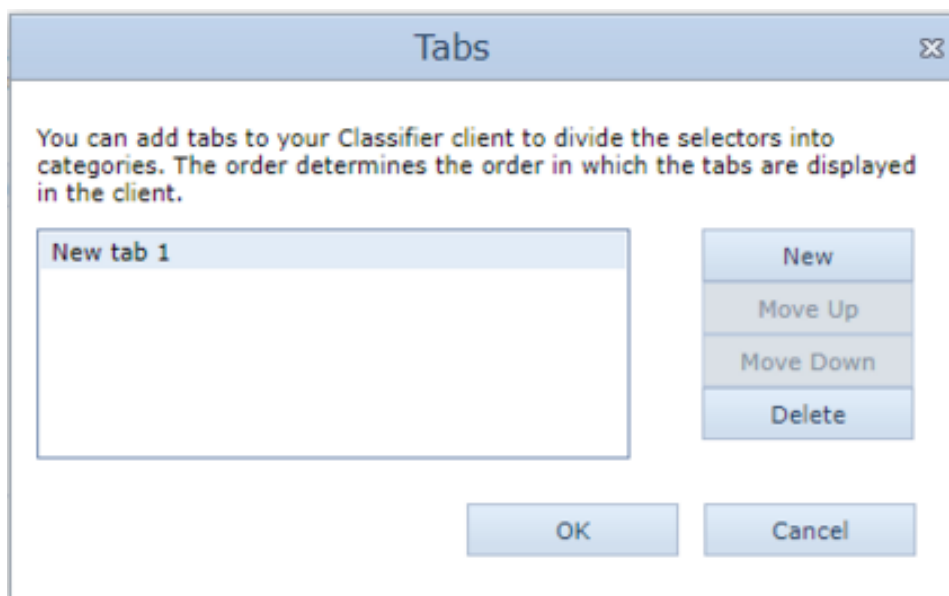 Tabs
You can add tabs to your Classifier client to divide the selectors into
categories. The order determines the order in which the tabs are displayed
in the client.
New tab 1
New
Move Up
Move Down
Delete
OK
Cancel